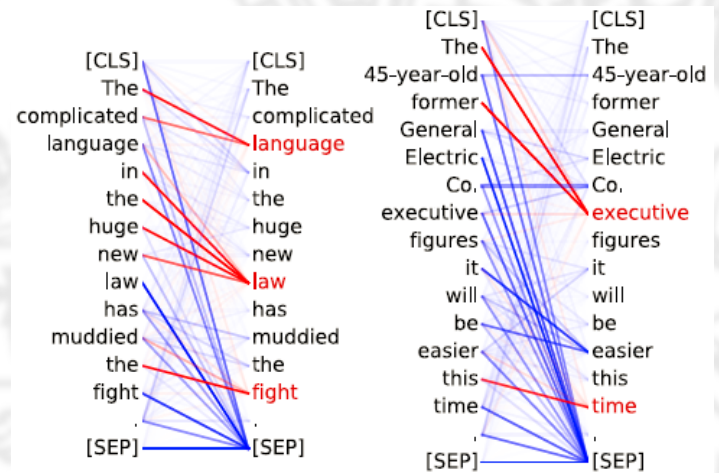 [CLS] [CLS]
The The
complicated complicated
language language
in in
the the
huge huge
new new
law law
has has
muddied muddied
the the
fight fight
. .
[SEP] [SEP]
[CLS] [CLS]
The The
45-year-old 45-year-old
former former
General General
Electric Electric
Co. Co.
executive executive
figures figures
it it
will will
be be
easier easier
this this
time time
. .
[SEP] [SEP]